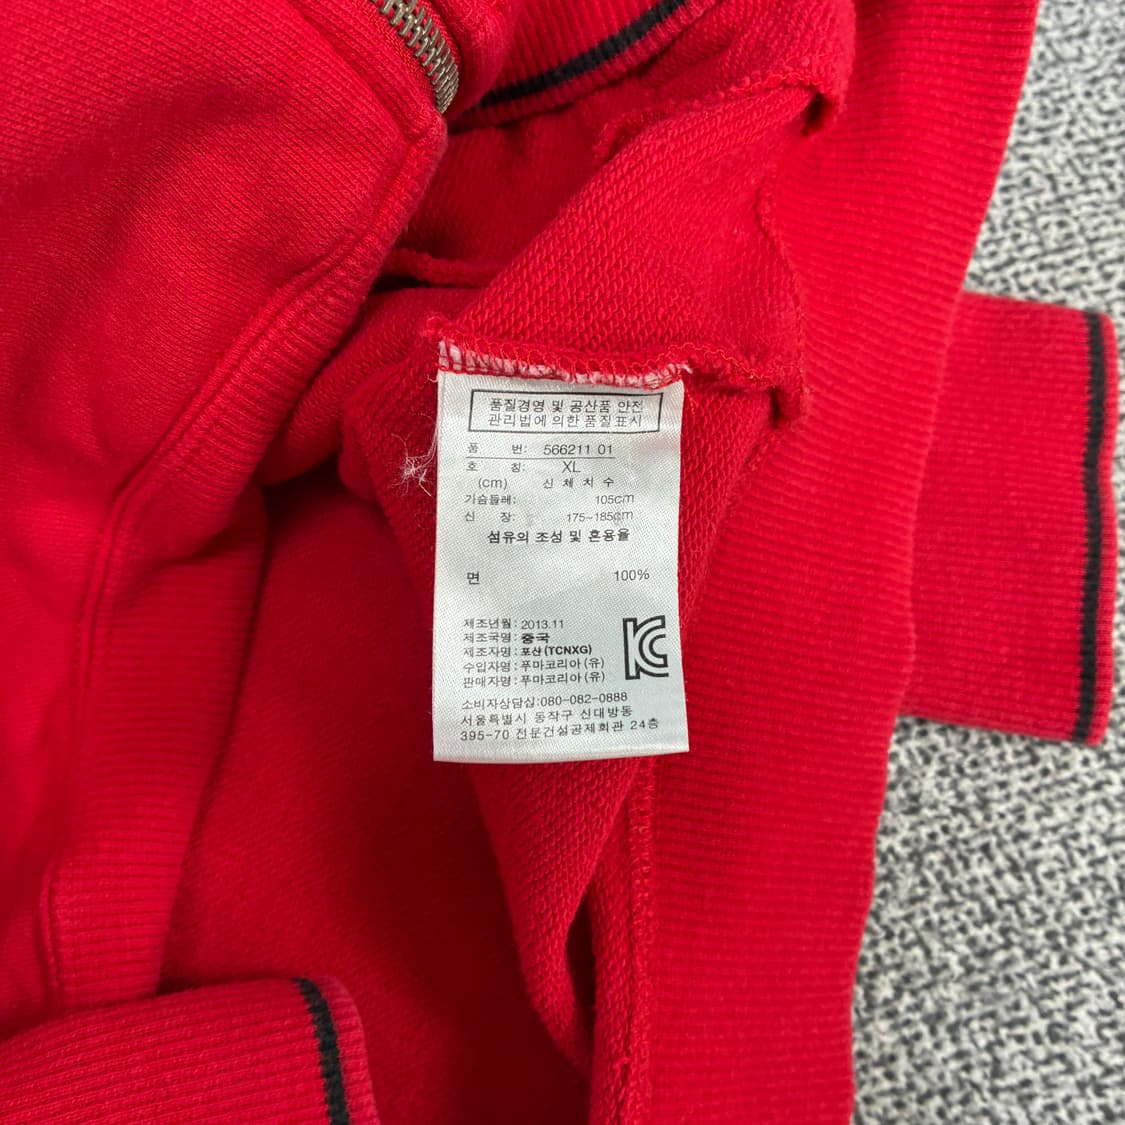 품질경영 및 공산품 안전
관리법에 의한 품질표시
품 번: 566211 01
호 칭: XL
(cm) 신체치수
가슴둘레: 105cm
신 장: 175~185cm
섬유의 조성 및 혼용율
면 100%
제조년월: 2013.11
제조국명: 중국
제조자명: 포산(TCNXG)
수입자명: 푸마코리아(유)
판매자명: 푸마코리아(유)
KC
소비자상담실:080-082-0888
서울특별시 동작구 신대방동
395-70 전문건설공제회관 24층